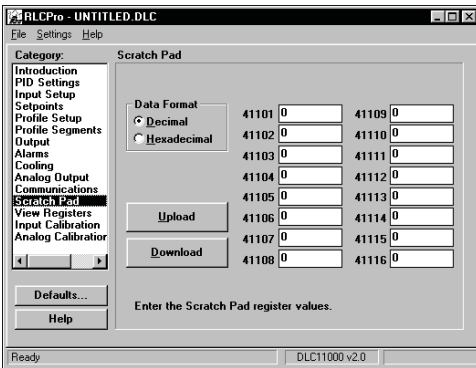 RLCPro - UNTITLED.DLC
File Settings Help
Category:
Introduction
PID Settings
Input Setup
Setpoints
Profile Setup
Profile Segments
Output
Alarms
Cooling
Analog Output
Communications
Scratch Pad
View Registers
Input Calibration
Analog Calibration
Defaults...
Help
Scratch Pad
Data Format
Decimal
Hexadecimal
Upload
Download
41101 0
41102 0
41103 0
41104 0
41105 0
41106 0
41107 0
41108 0
41109 0
41110 0
41111 0
41112 0
41113 0
41114 0
41115 0
41116 0
Enter the Scratch Pad register values.
Ready
DLC11000 v2.0